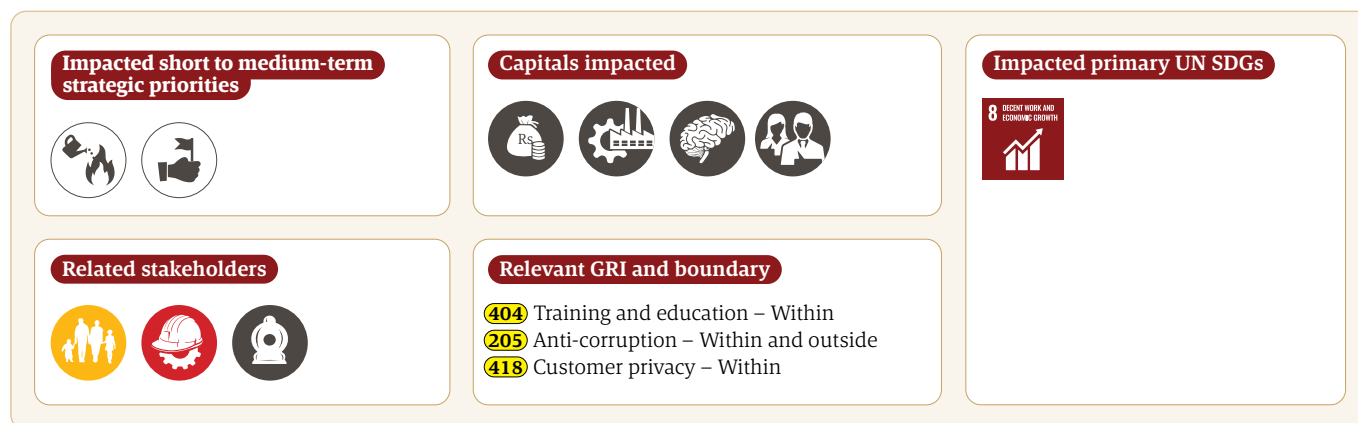 Impacted short to medium-term
strategic priorities
Capitals impacted
Rs
Impacted primary UN SDGs
8 DECENT WORK AND
ECONOMIC GROWTH
Related stakeholders
Relevant GRI and boundary
404 Training and education – Within
205 Anti-corruption – Within and outside
418 Customer privacy – Within